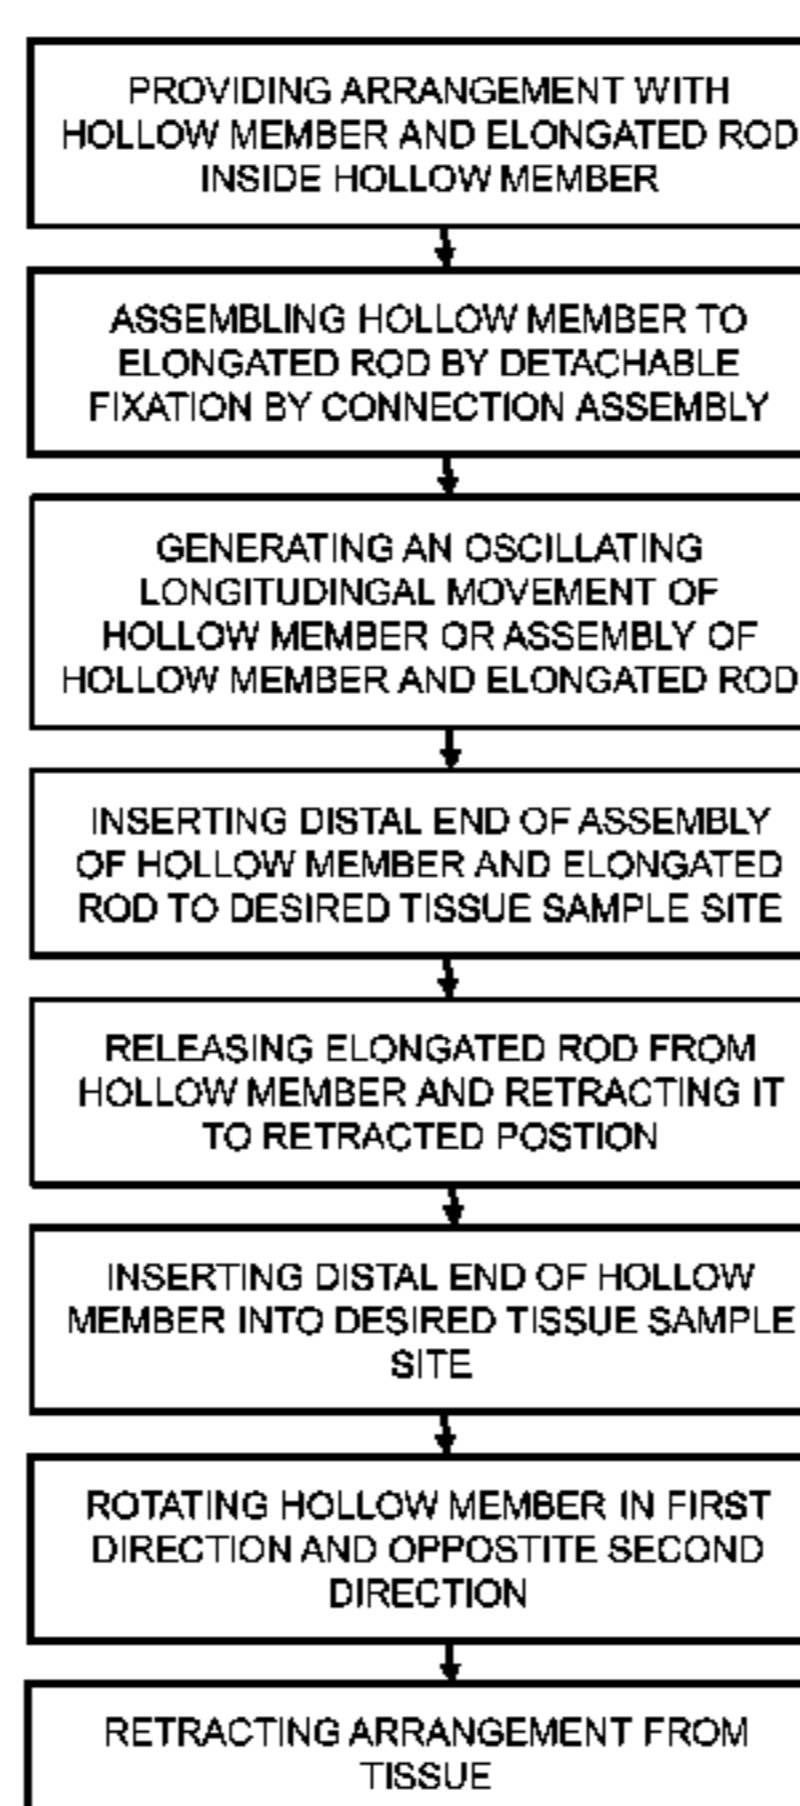 PROVIDING ARRANGEMENT WITH
HOLLOW MEMBER AND ELONGATED ROD
INSIDE HOLLOW MEMBER
ASSEMBLING HOLLOW MEMBER TO
ELONGATED ROD BY DETACHABLE
FIXATION BY CONNECTION ASSEMBLY
GENERATING AN OSCILLATING
LONGITUDINGAL MOVEMENT OF
HOLLOW MEMBER OR ASSEMBLY OF
HOLLOW MEMBER AND ELONGATED ROD
INSERTING DISTAL END OF ASSEMBLY
OF HOLLOW MEMBER AND ELONGATED
ROD TO DESIRED TISSUE SAMPLE SITE
RELEASING ELONGATED ROD FROM
HOLLOW MEMBER AND RETRACTING IT
TO RETRACTED POSTION
INSERTING DISTAL END OF HOLLOW
MEMBER INTO DESIRED TISSUE SAMPLE
SITE
ROTATING HOLLOW MEMBER IN FIRST
DIRECTION AND OPPOSTITE SECOND
DIRECTION
RETRACTING ARRANGEMENT FROM
TISSUE